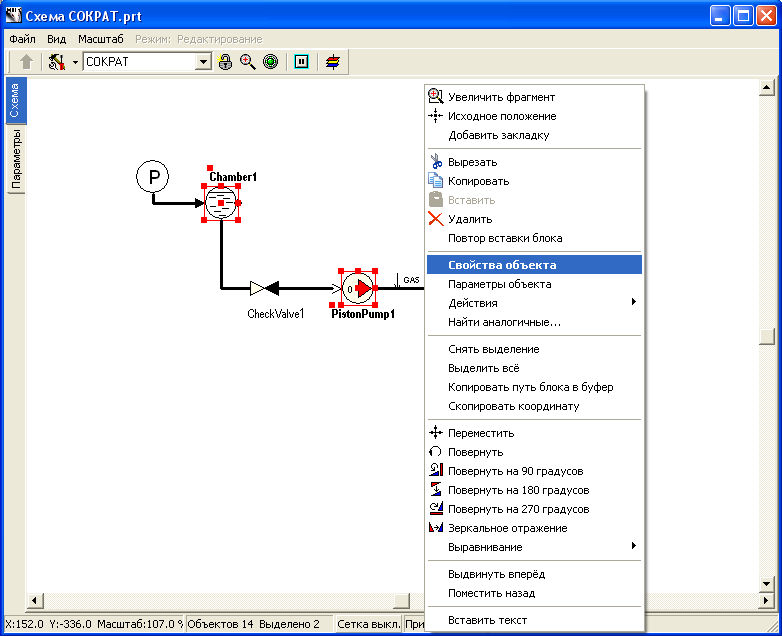 Схема СОКРАТ.prt
Файл Вид Масштаб Режим: Редактирование
СОКРАТ
Схема
Параметры
P
Chamber1
CheckValve1
0
PistonPump1
GAS
Увеличить фрагмент
Исходное положение
Добавить закладку
Вырезать
Копировать
Вставить
Удалить
Повтор вставки блока
Свойства объекта
Параметры объекта
Действия
Найти аналогичные...
Снять выделение
Выделить всё
Копировать путь блока в буфер
Скопировать координату
Переместить
Повернуть
Повернуть на 90 градусов
Повернуть на 180 градусов
Повернуть на 270 градусов
Зеркальное отражение
Выравнивание
Выдвинуть вперёд
Поместить назад
Вставить текст
X:152.0 Y:-336.0 Масштаб:107.0 % Объектов 14 Выделено 2 Сетка выкл. При